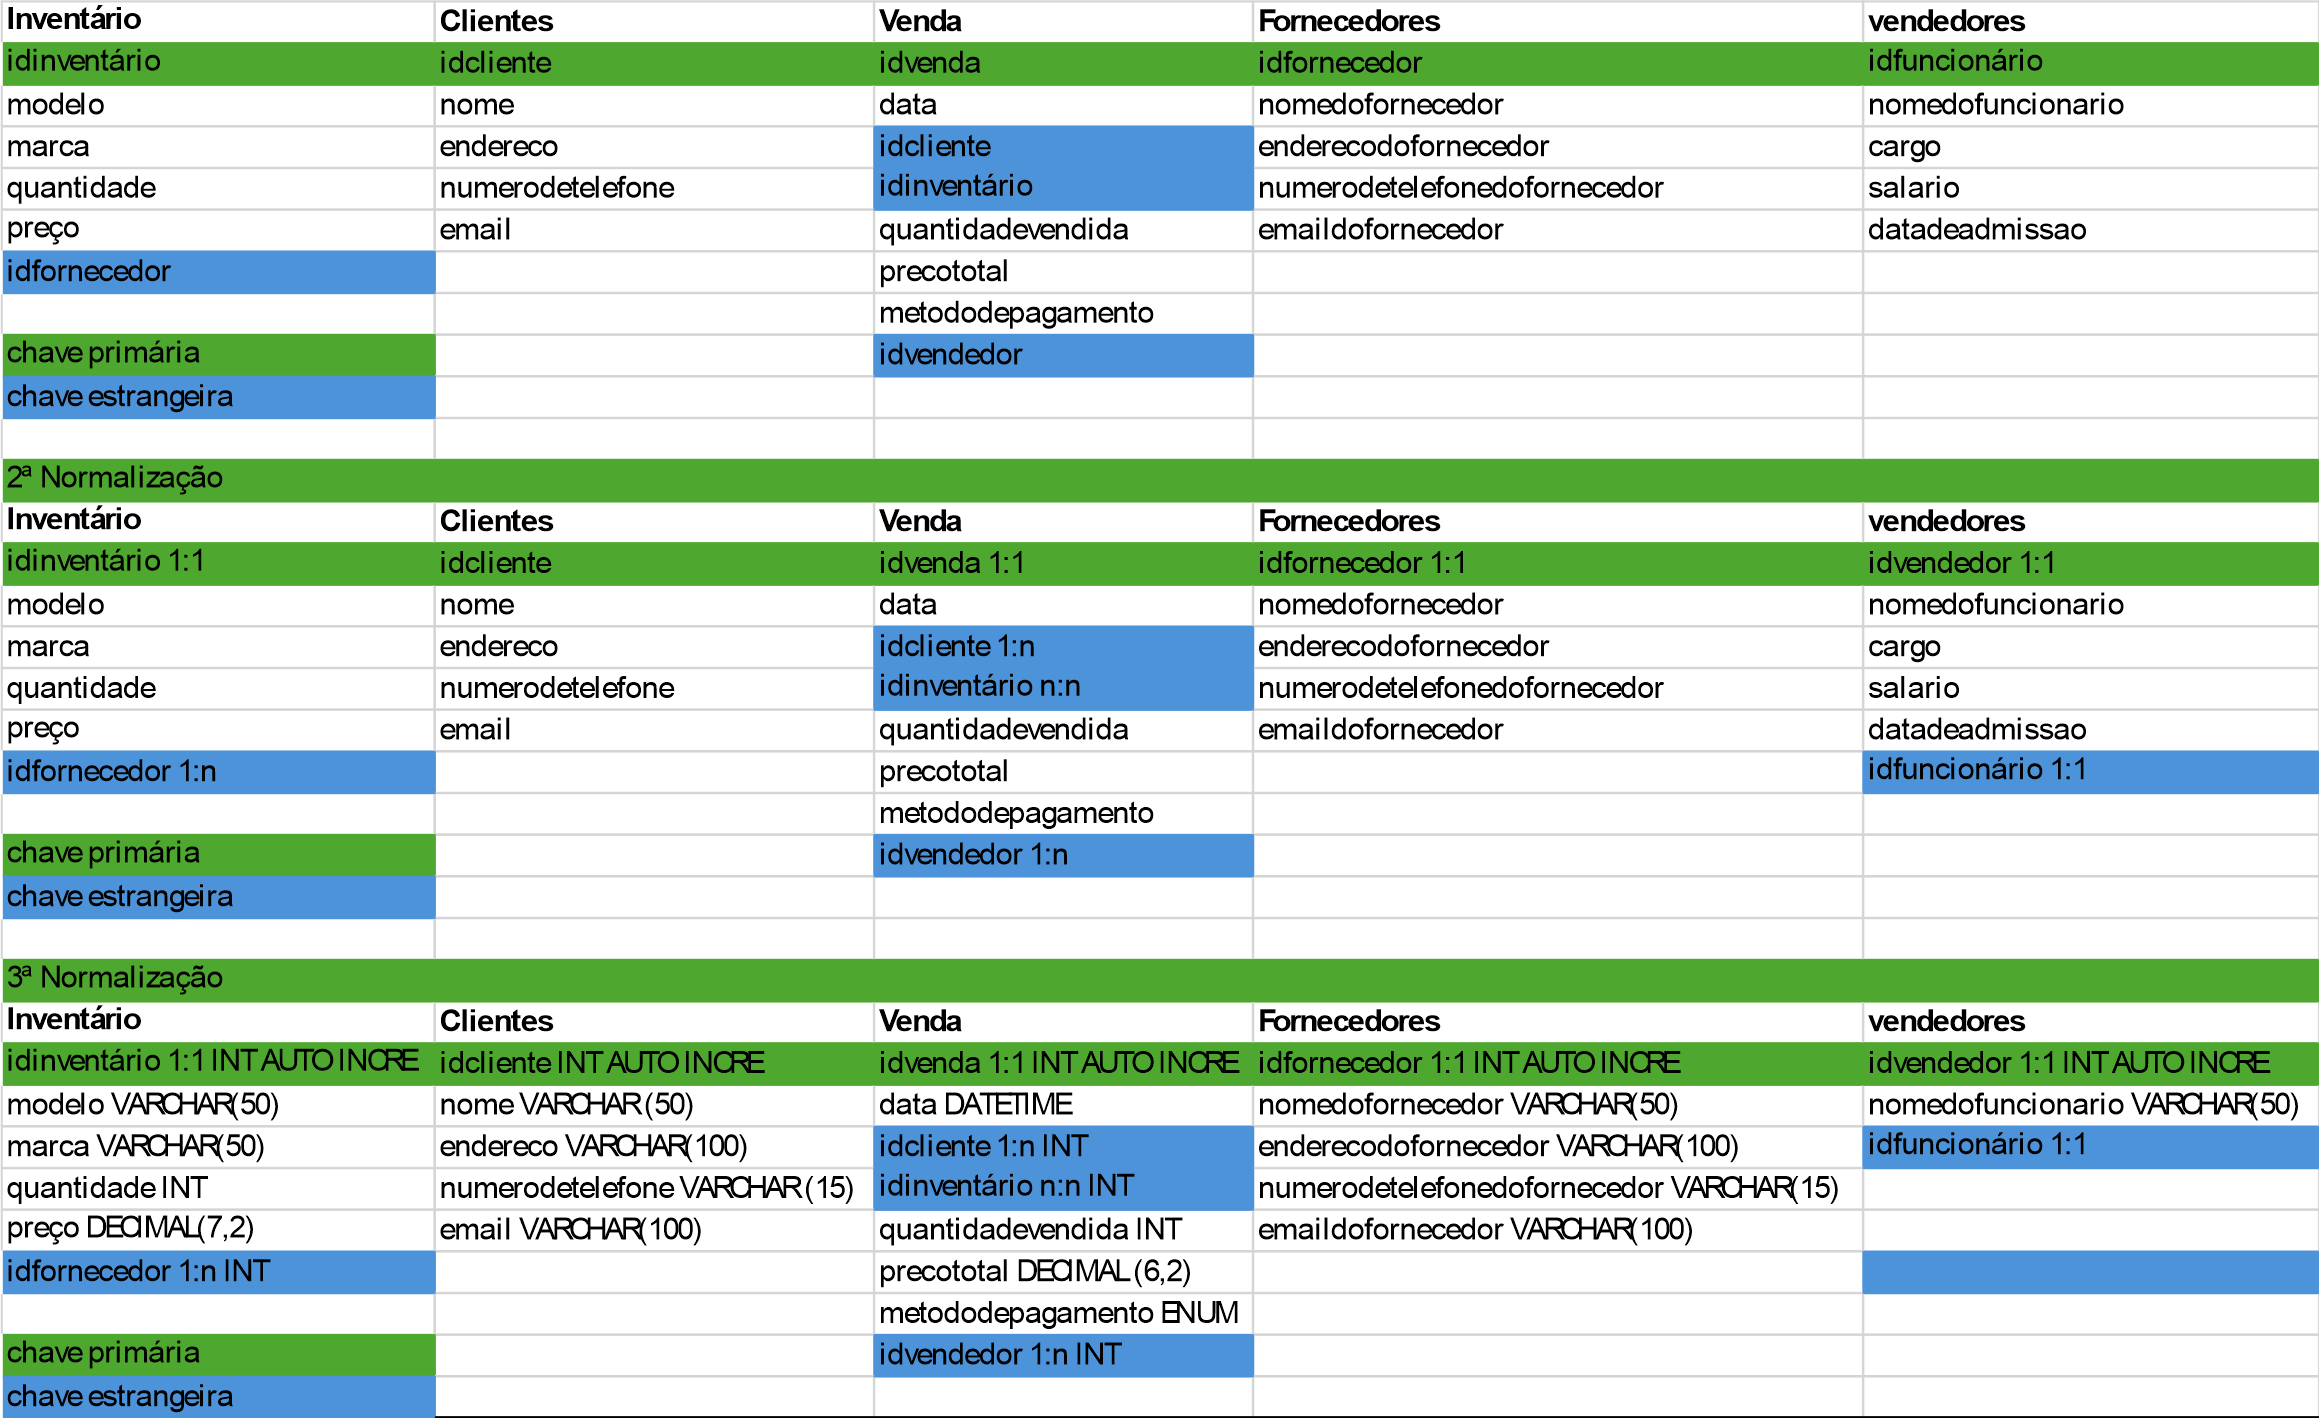 Inventário Clientes Venda Fornecedores vendedores
idinventário idcliente idvenda idfornecedor idfuncionário
modelo nome data nomedofornecedor nomedofuncionario
marca endereco idcliente enderecodofornecedor cargo
quantidade numerodetelefone idinventário numerodetelefonedofornecedor salario
preço email quantidadevendida emaildofornecedor datadeadmissao
idfornecedor precototal
metododepagamento
chave primária idvendedor
chave estrangeira
2ª Normalização
Inventário Clientes Venda Fornecedores vendedores
idinventário 1:1 idcliente idvenda 1:1 idfornecedor 1:1 idvendedor 1:1
modelo nome data nomedofornecedor nomedofuncionario
marca endereco idcliente 1:n enderecodofornecedor cargo
quantidade numerodetelefone idinventário n:n numerodetelefonedofornecedor salario
preço email quantidadevendida emaildofornecedor datadeadmissao
idfornecedor 1:n precototal idfuncionário 1:1
metododepagamento
chave primária idvendedor 1:n
chave estrangeira
3ª Normalização
Inventário Clientes Venda Fornecedores vendedores
idinventário 1:1 INT AUTO INCRE idcliente INT AUTO INCRE idvenda 1:1 INT AUTO INCRE idfornecedor 1:1 INT AUTO INCRE idvendedor 1:1 INT AUTO INCRE
modelo VARCHAR(50) nome VARCHAR (50) data DATETIME nomedofornecedor VARCHAR(50) nomedofuncionario VARCHAR(50)
marca VARCHAR(50) endereco VARCHAR(100) idcliente 1:n INT enderecodofornecedor VARCHAR(100) idfuncionário 1:1
quantidade INT numerodetelefone VARCHAR (15) idinventário n:n INT numerodetelefonedofornecedor VARCHAR(15)
preço DECIMAL(7,2) email VARCHAR(100) quantidadevendida INT emaildofornecedor VARCHAR(100)
idfornecedor 1:n INT precototal DECIMAL (6,2)
metododepagamento ENUM
chave primária idvendedor 1:n INT
chave estrangeira